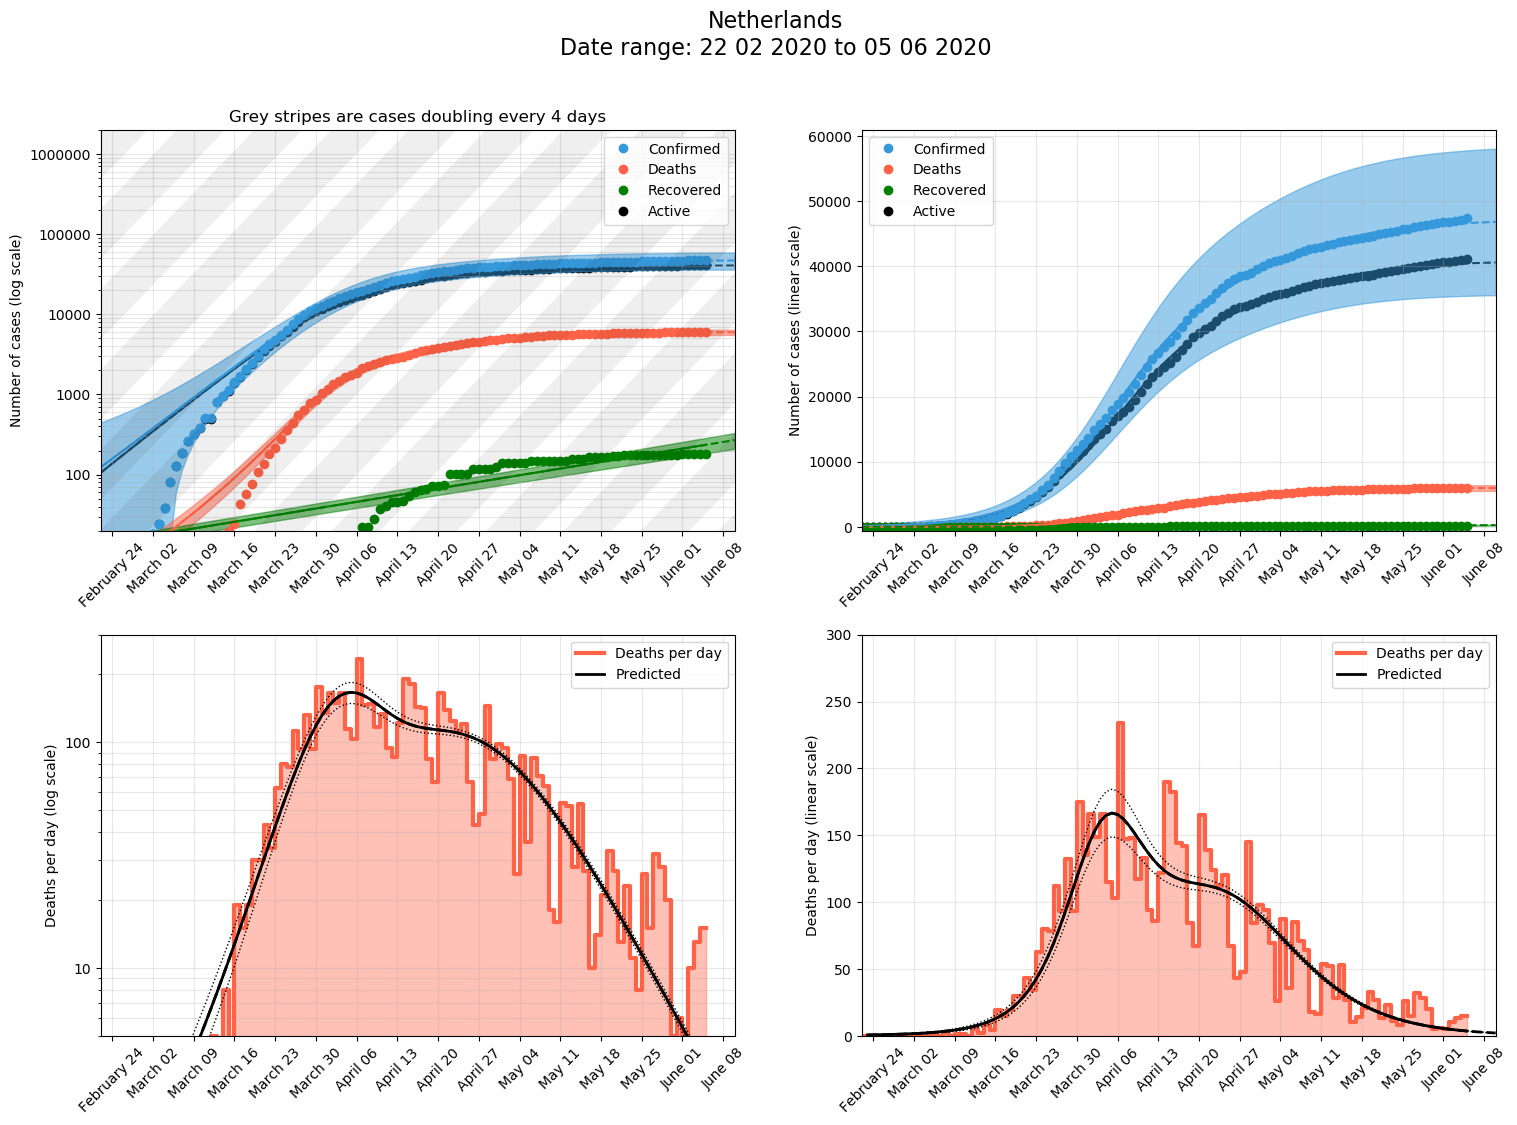 Netherlands
Date range: 22 02 2020 to 05 06 2020
Grey stripes are cases doubling every 4 days
Number of cases (log scale)
1000000
100000
10000
1000
100
Confirmed
Deaths
Recovered
Active
February 24
March 02
March 09
March 16
March 23
March 30
April 06
April 13
April 20
April 27
May 04
May 11
May 18
May 25
June 01
June 08
Number of cases (linear scale)
60000
50000
40000
30000
20000
10000
0
Confirmed
Deaths
Recovered
Active
February 24
March 02
March 09
March 16
March 23
March 30
April 06
April 13
April 20
April 27
May 04
May 11
May 18
May 25
June 01
June 08
Deaths per day (log scale)
100
10
Deaths per day
Predicted
February 24
March 02
March 09
March 16
March 23
March 30
April 06
April 13
April 20
April 27
May 04
May 11
May 18
May 25
June 01
June 08
Deaths per day (linear scale)
300
250
200
150
100
50
0
Deaths per day
Predicted
February 24
March 02
March 09
March 16
March 23
March 30
April 06
April 13
April 20
April 27
May 04
May 11
May 18
May 25
June 01
June 08